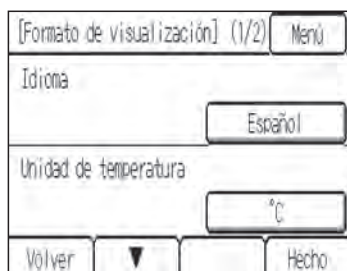 [Formato de visualización] (1/2) Menú
Idioma
Español
Unidad de temperatura
°C
Volver ▼ Hecho